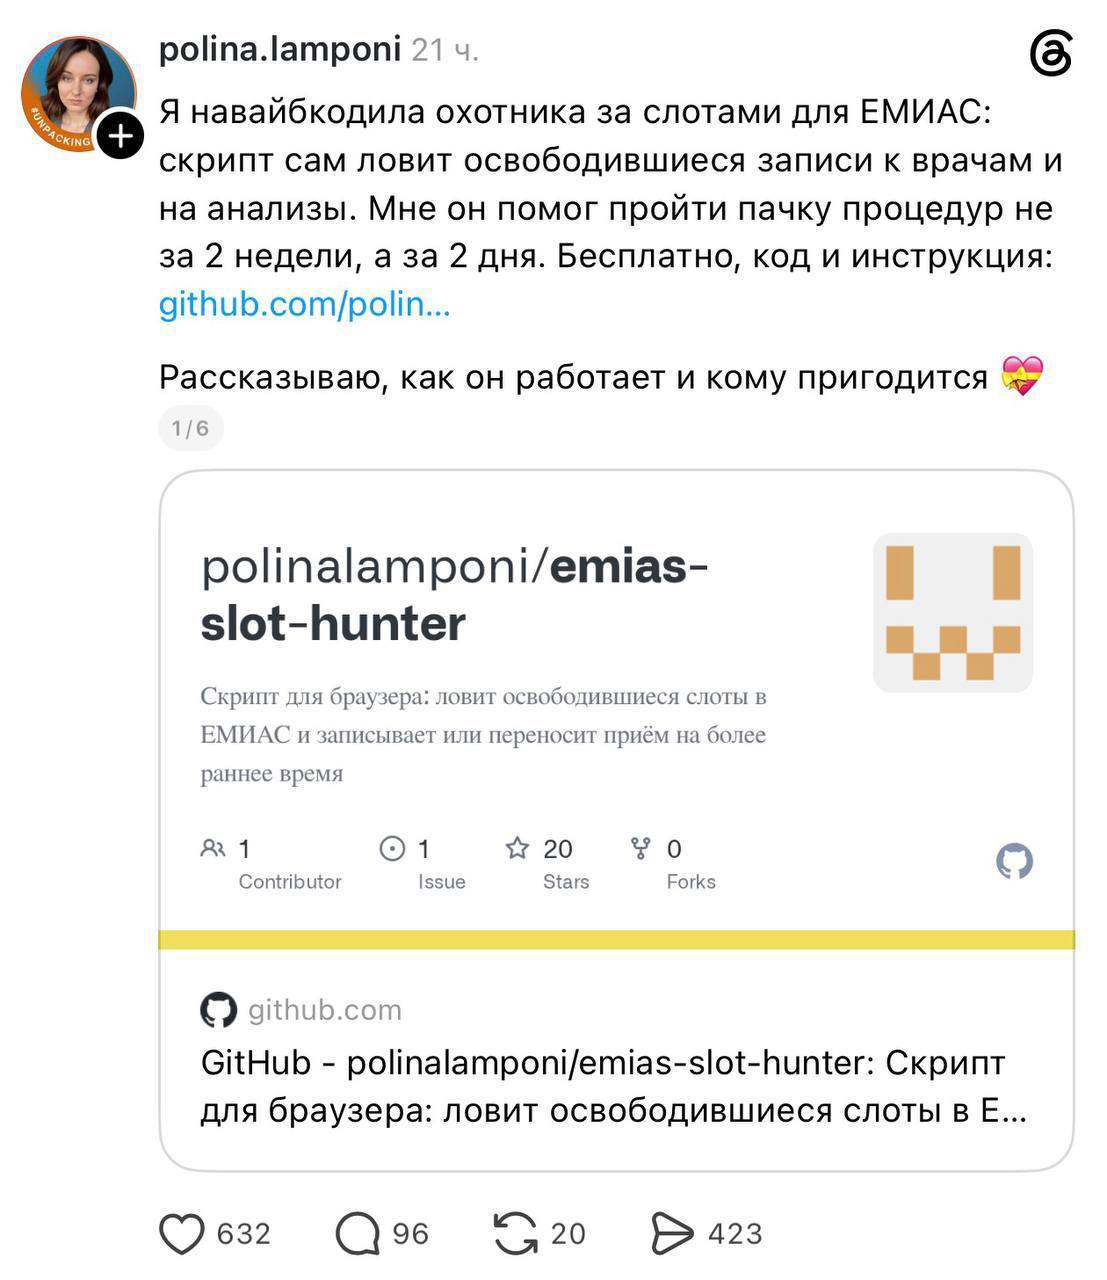 polina.lamponi 21 ч.
#UNPACKING
Я навайбкодила охотника за слотами для ЕМИАС:
скрипт сам ловит освободившиеся записи к врачам и
на анализы. Мне он помог пройти пачку процедур не
за 2 недели, а за 2 дня. Бесплатно, код и инструкция:
github.com/polin...
Рассказываю, как он работает и кому пригодится 💝
1/6
polinalamponi/emias-
slot-hunter
Скрипт для браузера: ловит освободившиеся слоты в
ЕМИАС и записывает или переносит приём на более
раннее время
1 1 20 0
Contributor Issue Stars Forks
github.com
GitHub - polinalamponi/emias-slot-hunter: Скрипт
для браузера: ловит освободившиеся слоты в Е...
632 96 20 423